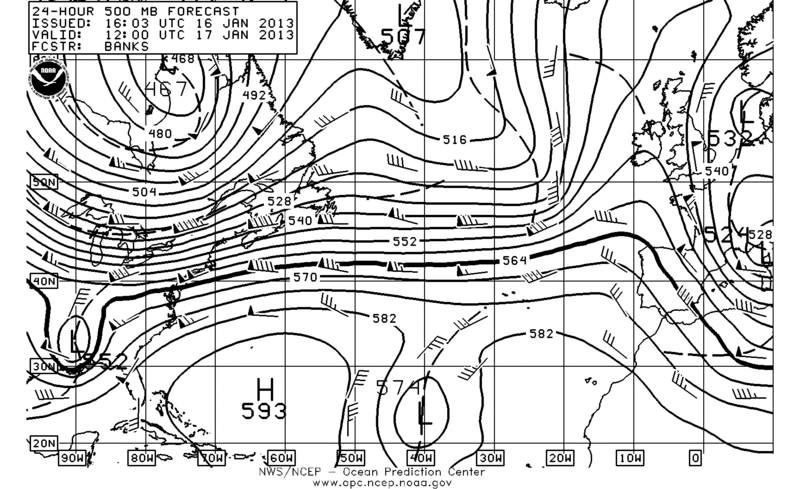 24-HOUR 500 MB FORECAST
ISSUED: 16:03 UTC 16 JAN 2013
VALID: 12:00 UTC 17 JAN 2013
FCSTR: BANKS
L
507
NOAA
468
467
492
480
516
L
532
540
50N
504
528
540
528
552
564
L
40N
570
582
582
L
552
30N
H
593
574
L
20N
90W
80W
70W
60W
50W
40W
30W
20W
10W
0
NWS/NCEP – Ocean Prediction Center
www.opc.ncep.noaa.gov